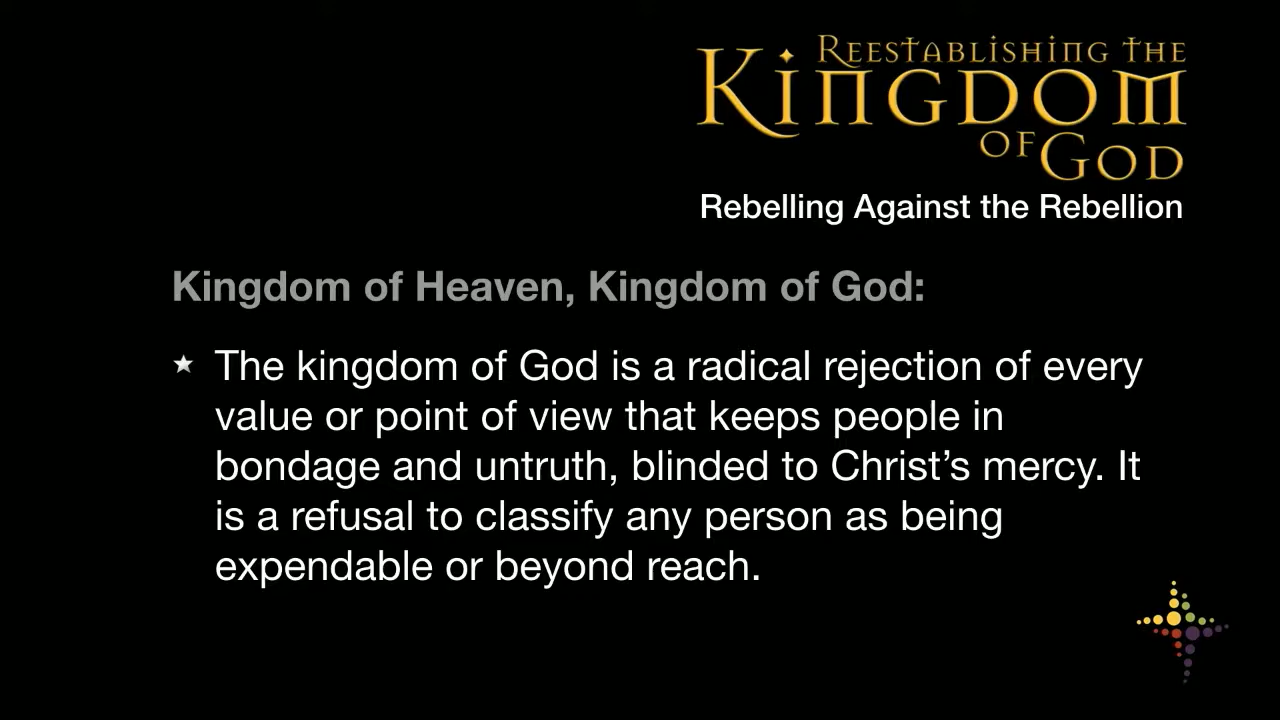 Reestablishing the
Kingdom
of God
Rebelling Against the Rebellion
Kingdom of Heaven, Kingdom of God:
★ The kingdom of God is a radical rejection of every
value or point of view that keeps people in
bondage and untruth, blinded to Christ’s mercy. It
is a refusal to classify any person as being
expendable or beyond reach.